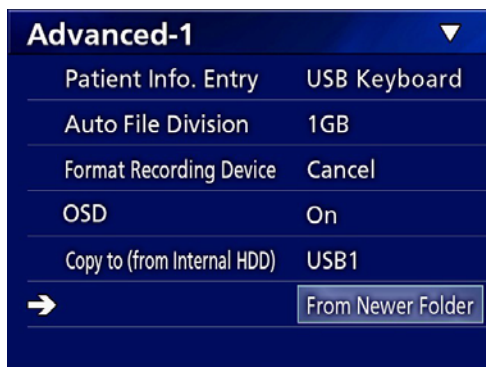 Advanced-1 ▼
Patient Info. Entry USB Keyboard
Auto File Division 1GB
Format Recording Device Cancel
OSD On
Copy to (from Internal HDD) USB1
➔ From Newer Folder